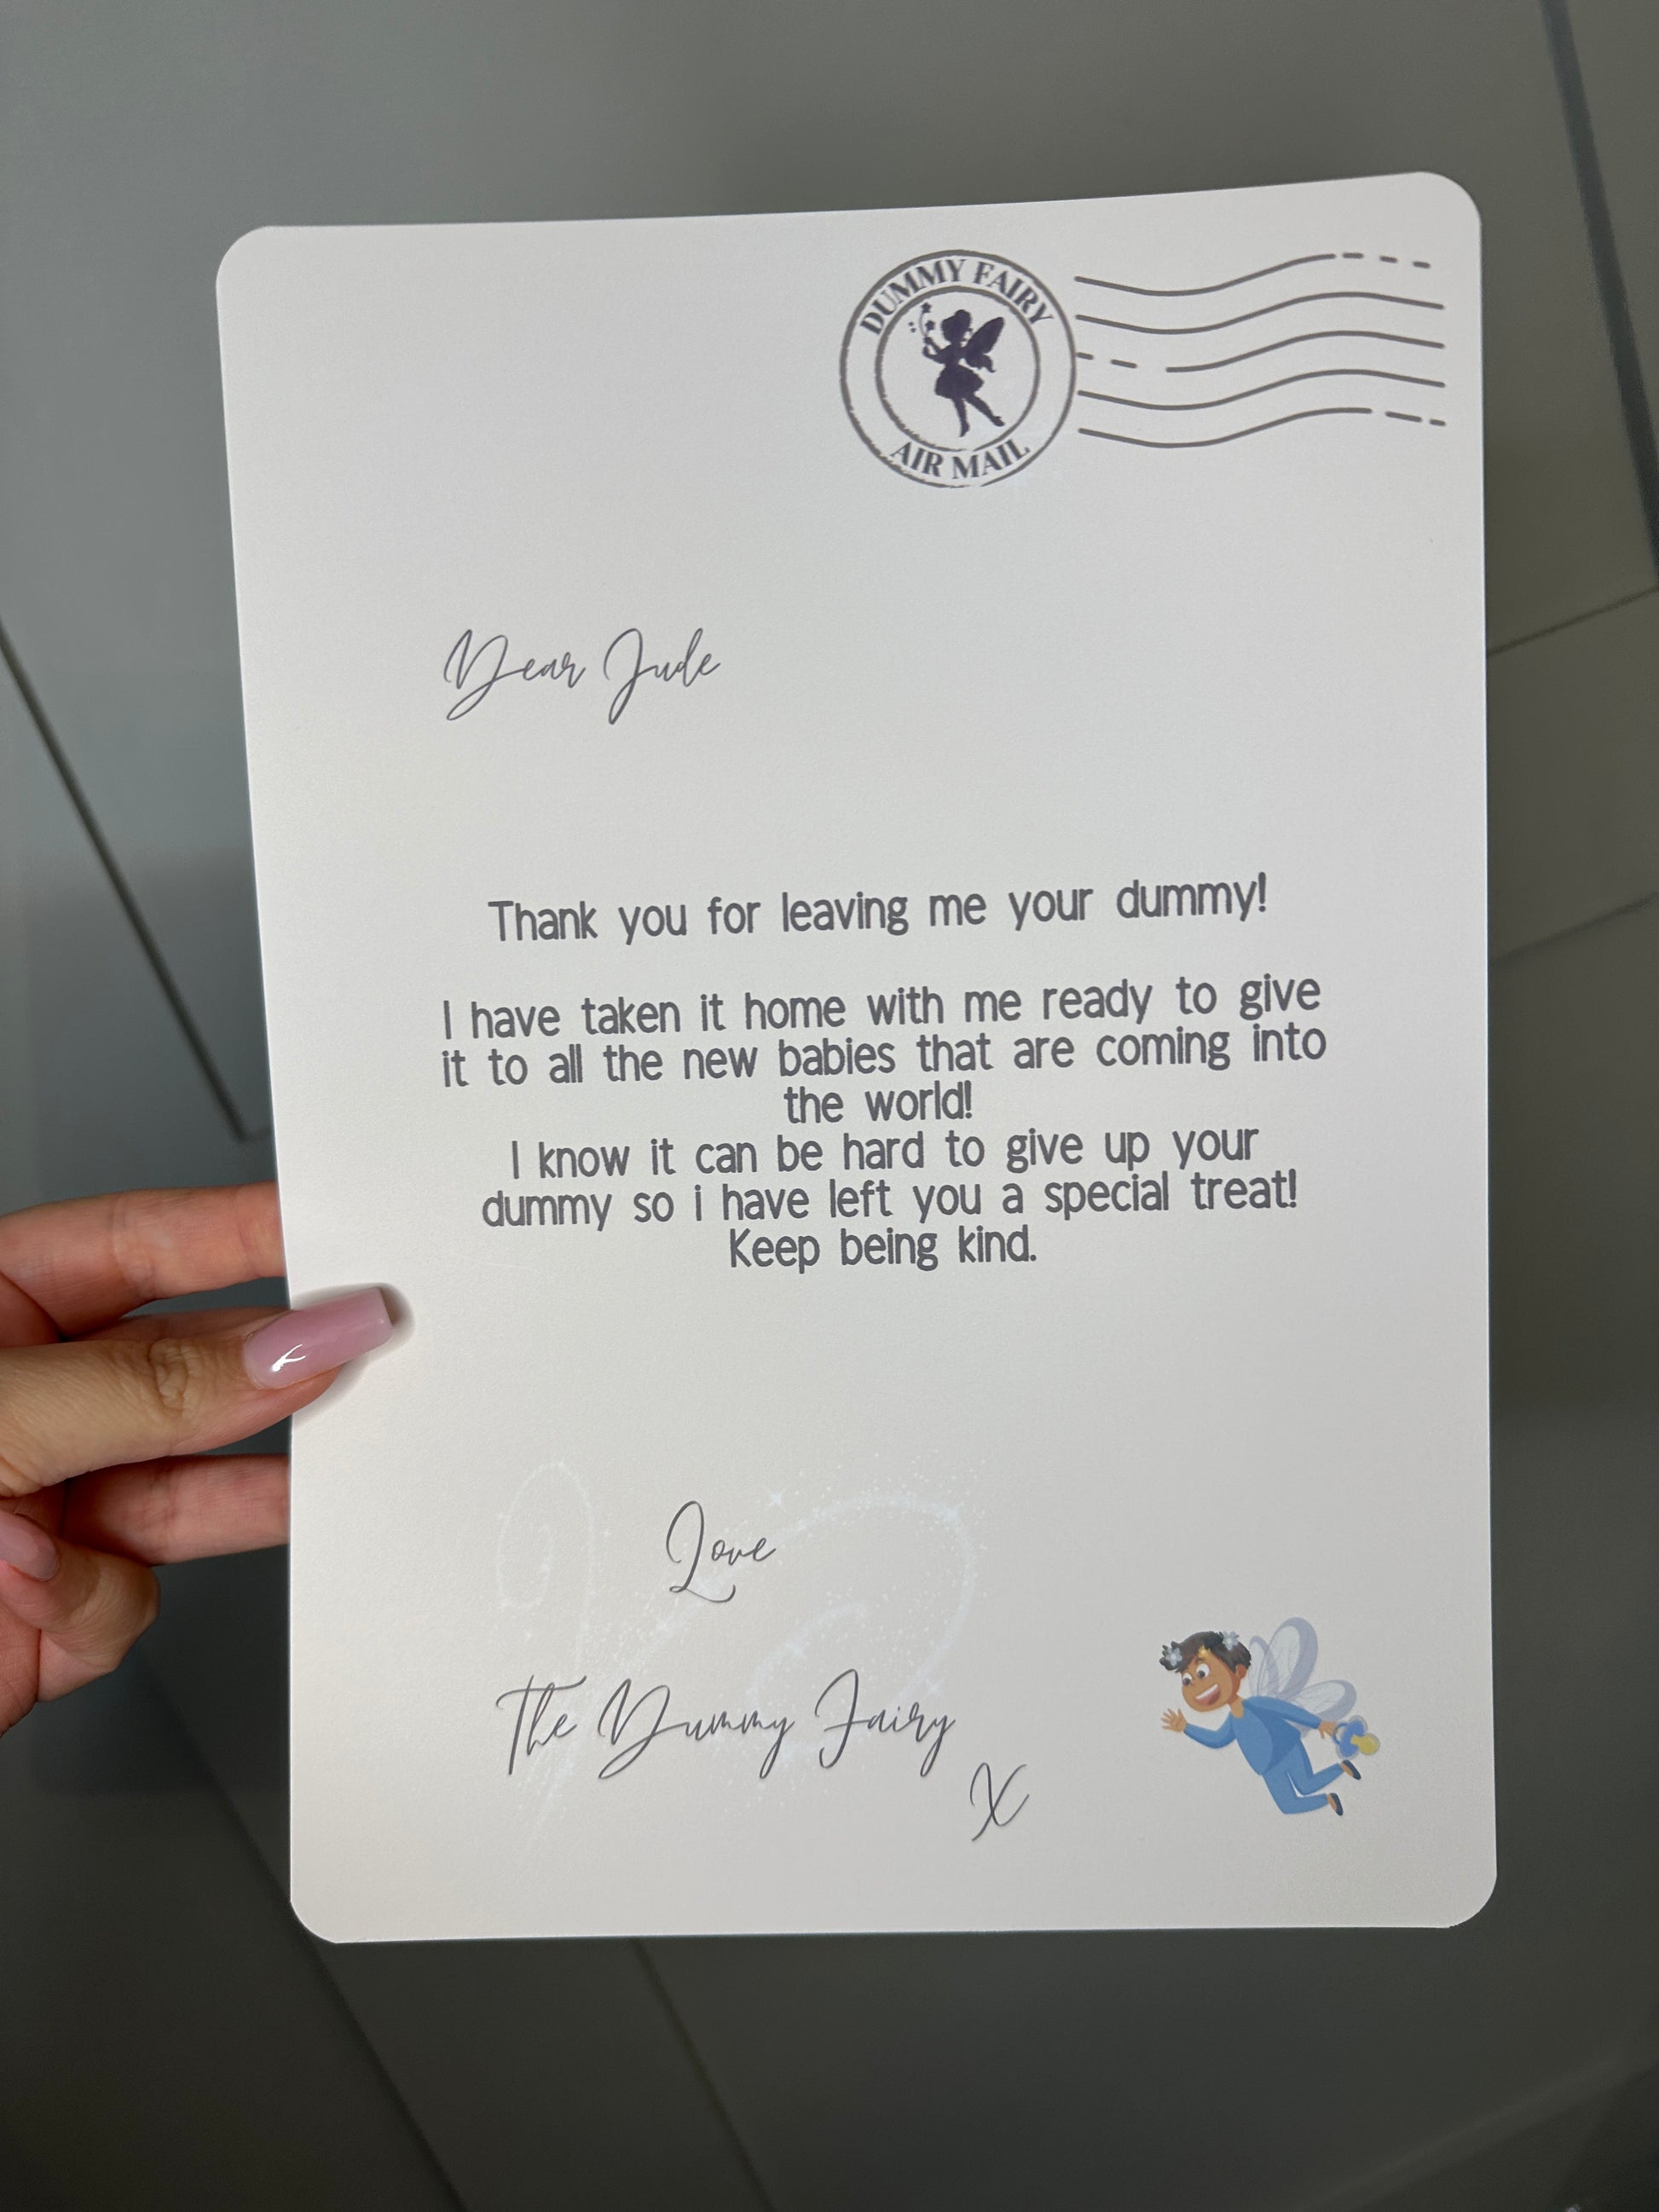 DUMMY FAIRY
AIR MAIL
Dear Jude
Thank you for leaving me your dummy!
I have taken it home with me ready to give
it to all the new babies that are coming into
the world!
I know it can be hard to give up your
dummy so i have left you a special treat!
Keep being kind.
Love
The Dummy Fairy
X